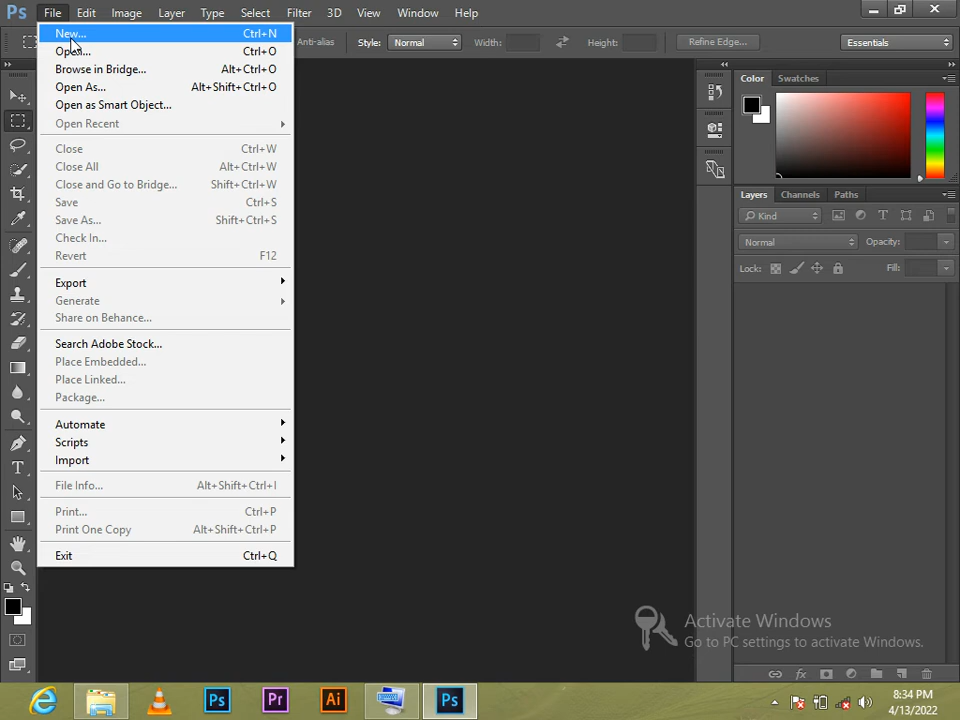 Ps File Edit Image Layer Type Select Filter 3D View Window Help
Anti-alias Style: Normal Width: Height: Refine Edge... Essentials
New... Ctrl+N
Open... Ctrl+O
Browse in Bridge... Alt+Ctrl+O
Open As... Alt+Shift+Ctrl+O
Open as Smart Object...
Open Recent
Close Ctrl+W
Close All Alt+Ctrl+W
Close and Go to Bridge... Shift+Ctrl+W
Save Ctrl+S
Save As... Shift+Ctrl+S
Check In...
Revert F12
Export
Generate
Share on Behance...
Search Adobe Stock...
Place Embedded...
Place Linked...
Package...
Automate
Scripts
Import
File Info... Alt+Shift+Ctrl+I
Print... Ctrl+P
Print One Copy Alt+Shift+Ctrl+P
Exit Ctrl+Q
Color Swatches
Layers Channels Paths
Kind
Normal Opacity:
Lock: Fill:
Activate Windows
Go to PC settings to activate Windows.
Ps Pr Ai Ps
8:34 PM
4/13/2022